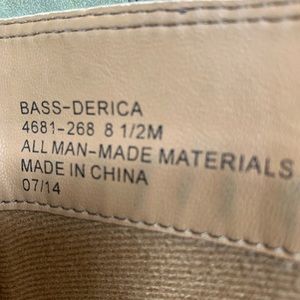 BASS-DERICA
4681-268 8 1/2M
ALL MAN-MADE MATERIALS
MADE IN CHINA
07/14